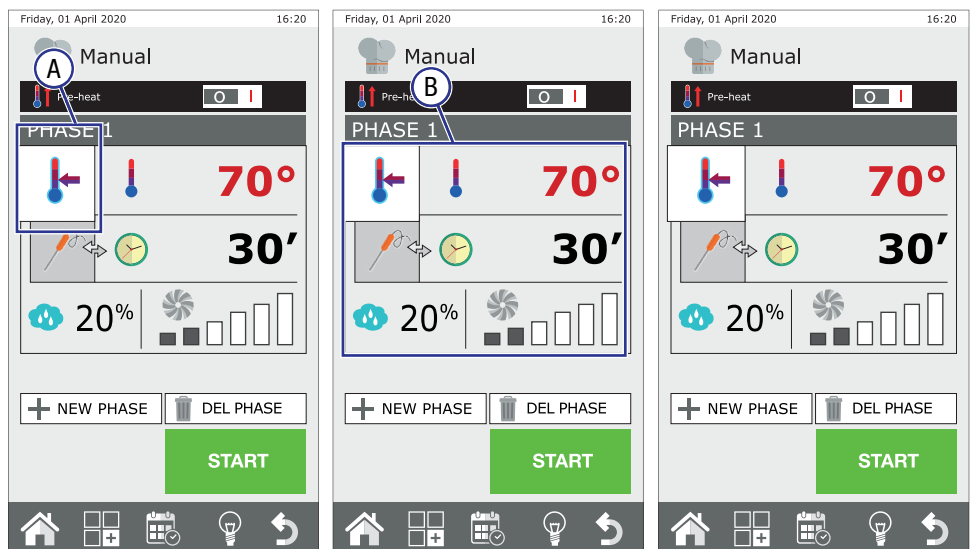 Friday, 01 April 2020 16:20
Manual
A
Pre-heat O I
PHASE 1
70°
30′
20%
NEW PHASE DEL PHASE
START
Friday, 01 April 2020 16:20
Manual
B
Pre-he O I
PHASE 1
70°
30′
20%
NEW PHASE DEL PHASE
START
Friday, 01 April 2020 16:20
Manual
Pre-heat O I
PHASE 1
70°
30′
20%
NEW PHASE DEL PHASE
START